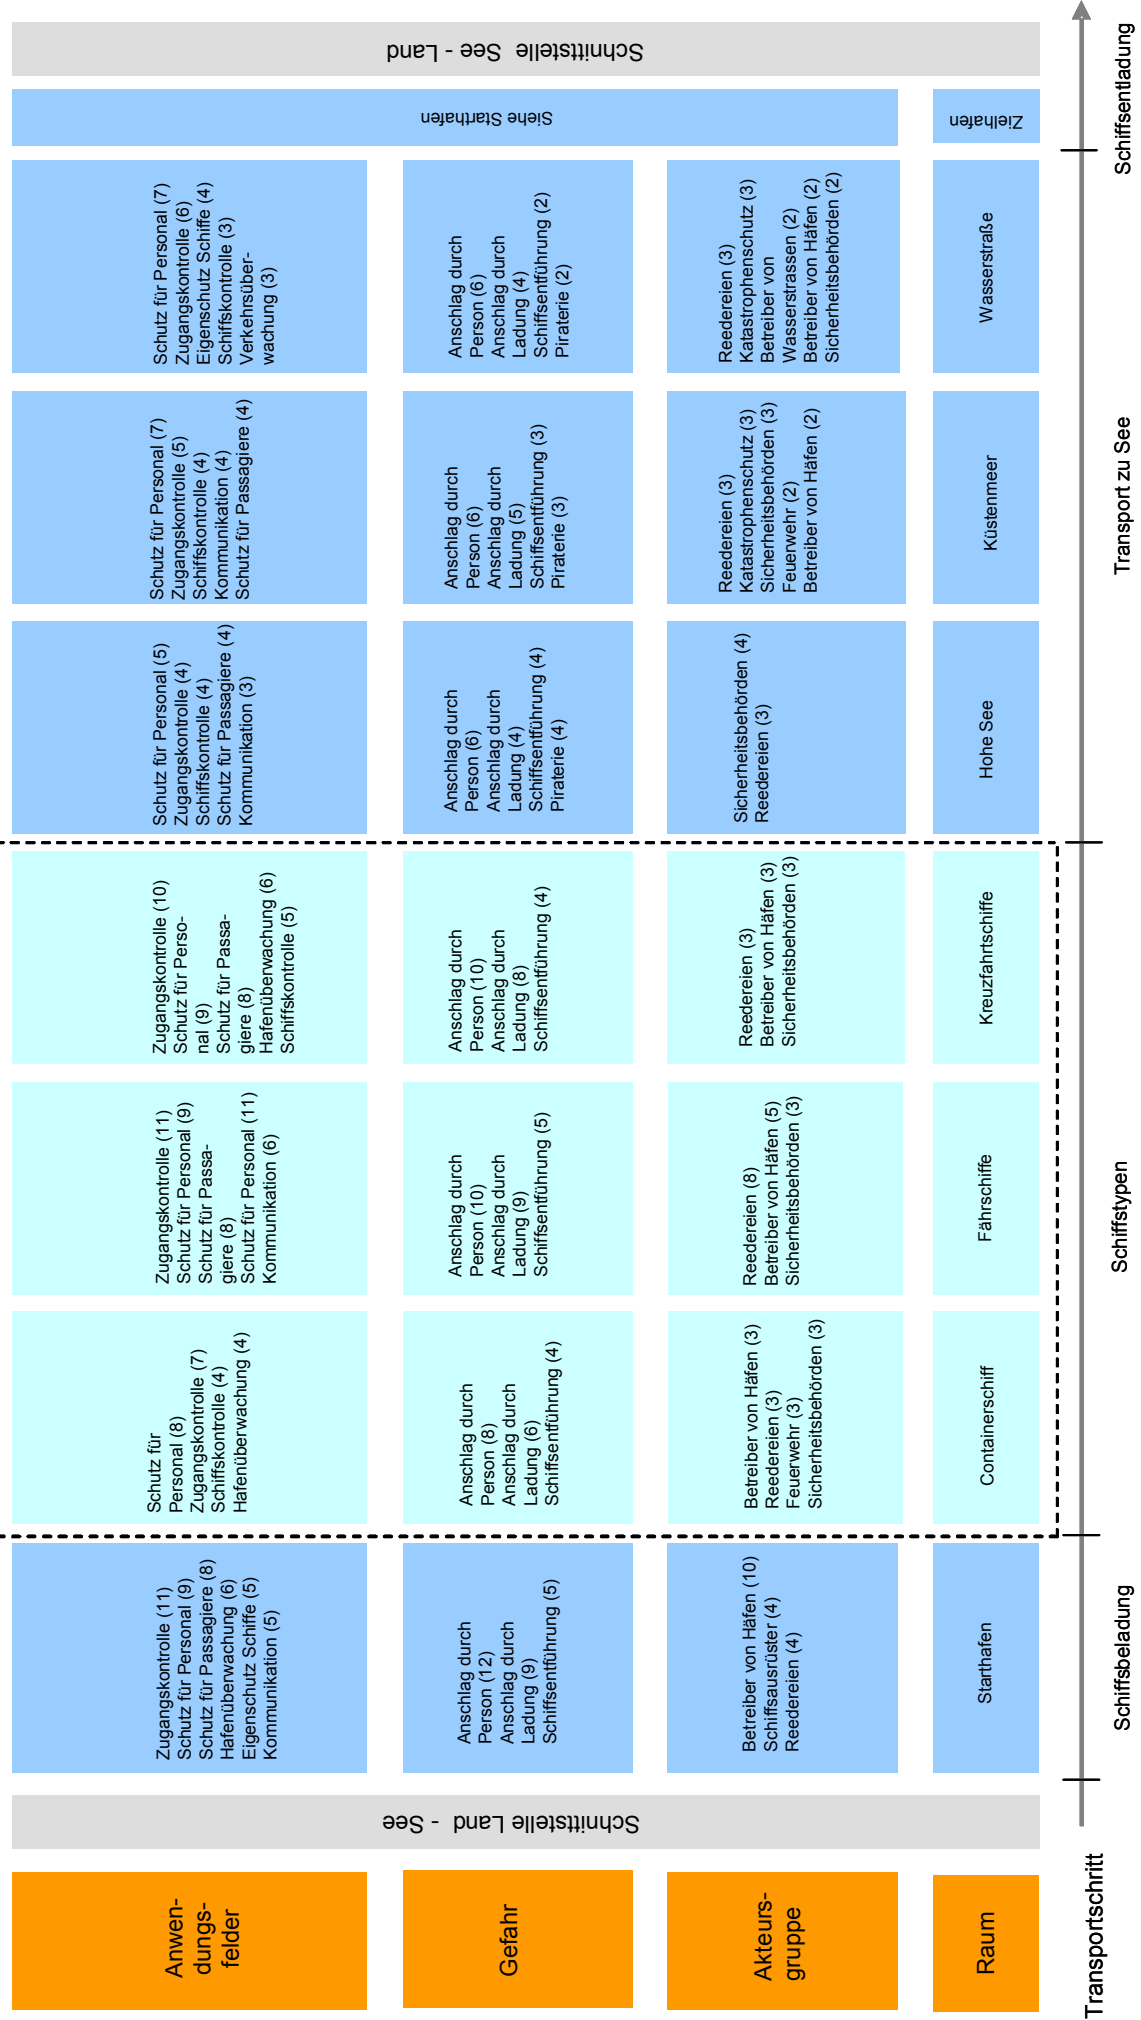 Anwen-
dungs-
felder
Gefahr
Akteurs-
gruppe
Raum
Transportschritt
Schnittstelle Land - See
Zugangskontrolle (11)
Schutz für Personal (9)
Schutz für Passagiere (8)
Hafenüberwachung (6)
Eigenschutz Schiffe (5)
Kommunikation (5)
Anschlag durch
Person (12)
Anschlag durch
Ladung (9)
Schiffsentführung (5)
Betreiber von Häfen (10)
Schiffsausrüster (4)
Reedereien (4)
Starthafen
Schiffsbeladung
Schutz für
Personal (8)
Zugangskontrolle (7)
Schiffskontrolle (4)
Hafenüberwachung (4)
Anschlag durch
Person (8)
Anschlag durch
Ladung (6)
Schiffsentführung (4)
Betreiber von Häfen (3)
Reedereien (3)
Feuerwehr (3)
Sicherheitsbehörden (3)
Containerschiff
Zugangskontrolle (11)
Schutz für Personal (9)
Schutz für Passa-
giere (8)
Schutz für Personal (11)
Kommunikation (6)
Anschlag durch
Person (10)
Anschlag durch
Ladung (9)
Schiffsentführung (5)
Reedereien (8)
Betreiber von Häfen (5)
Sicherheitsbehörden (3)
Fährschiffe
Schiffstypen
Zugangskontrolle (10)
Schutz für Perso-
nal (9)
Schutz für Passa-
giere (8)
Hafenüberwachung (6)
Schiffskontrolle (5)
Anschlag durch
Person (10)
Anschlag durch
Ladung (8)
Schiffsentführung (4)
Reedereien (3)
Betreiber von Häfen (3)
Sicherheitsbehörden (3)
Kreuzfahrtschiffe
Schutz für Personal (5)
Zugangskontrolle (4)
Schiffskontrolle (4)
Schutz für Passagiere (4)
Kommunikation (3)
Anschlag durch
Person (6)
Anschlag durch
Ladung (4)
Schiffsentführung (4)
Piraterie (4)
Sicherheitsbehörden (4)
Reedereien (3)
Hohe See
Schutz für Personal (7)
Zugangskontrolle (5)
Schiffskontrolle (4)
Kommunikation (4)
Schutz für Passagiere (4)
Anschlag durch
Person (6)
Anschlag durch
Ladung (5)
Schiffsentführung (3)
Piraterie (3)
Reedereien (3)
Katastrophenschutz (3)
Sicherheitsbehörden (3)
Feuerwehr (2)
Betreiber von Häfen (2)
Küstenmeer
Transport zu See
Schutz für Personal (7)
Zugangskontrolle (6)
Eigenschutz Schiffe (4)
Schiffskontrolle (3)
Verkehrsüber-
wachung (3)
Anschlag durch
Person (6)
Anschlag durch
Ladung (4)
Schiffsentführung (2)
Piraterie (2)
Reedereien (3)
Katastrophenschutz (3)
Betreiber von
Wasserstrassen (2)
Betreiber von Häfen (2)
Sicherheitsbehörden (2)
Wasserstraße
Siehe Starthafen
Zielhafen
Schiffsentladung
Schnittstelle See - Land